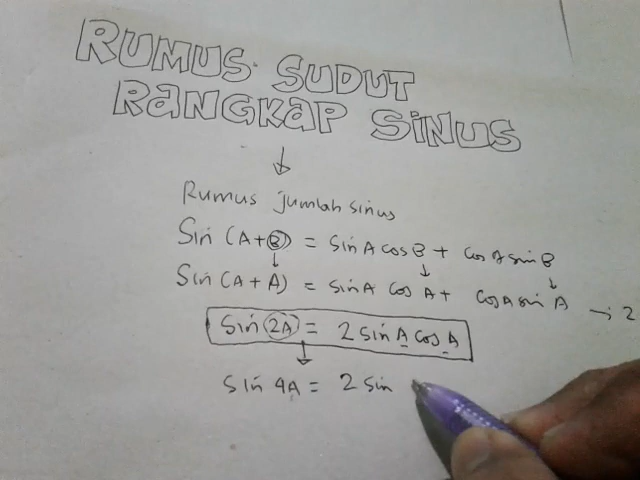 RUMUS SUDUT
RANGKAP SINUS
Rumus jumlah sinus
Sin (A+B) = sin A cos B + cos A sin B
Sin (A + A) = sin A cos A + cos A sin A → 2
Sin 2A = 2 sin A cos A
Sin 4A = 2 sin